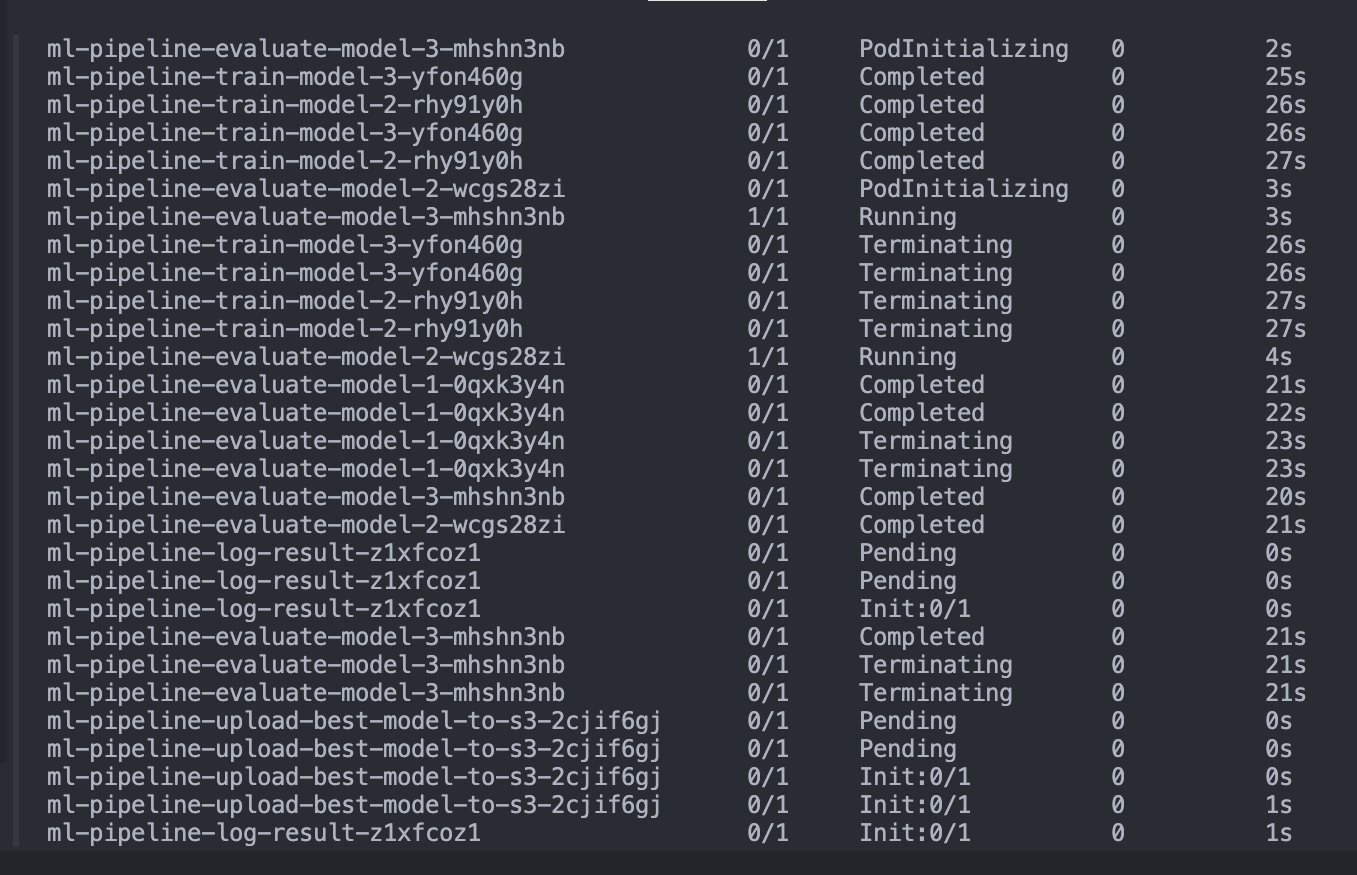 ml-pipeline-evaluate-model-3-mhshn3nb 0/1 PodInitializing 0 2s
ml-pipeline-train-model-3-yfon460g 0/1 Completed 0 25s
ml-pipeline-train-model-2-rhy91y0h 0/1 Completed 0 26s
ml-pipeline-train-model-3-yfon460g 0/1 Completed 0 26s
ml-pipeline-train-model-2-rhy91y0h 0/1 Completed 0 27s
ml-pipeline-evaluate-model-2-wcgs28zi 0/1 PodInitializing 0 3s
ml-pipeline-evaluate-model-3-mhshn3nb 1/1 Running 0 3s
ml-pipeline-train-model-3-yfon460g 0/1 Terminating 0 26s
ml-pipeline-train-model-3-yfon460g 0/1 Terminating 0 26s
ml-pipeline-train-model-2-rhy91y0h 0/1 Terminating 0 27s
ml-pipeline-train-model-2-rhy91y0h 0/1 Terminating 0 27s
ml-pipeline-evaluate-model-2-wcgs28zi 1/1 Running 0 4s
ml-pipeline-evaluate-model-1-0qxk3y4n 0/1 Completed 0 21s
ml-pipeline-evaluate-model-1-0qxk3y4n 0/1 Completed 0 22s
ml-pipeline-evaluate-model-1-0qxk3y4n 0/1 Terminating 0 23s
ml-pipeline-evaluate-model-1-0qxk3y4n 0/1 Terminating 0 23s
ml-pipeline-evaluate-model-3-mhshn3nb 0/1 Completed 0 20s
ml-pipeline-evaluate-model-2-wcgs28zi 0/1 Completed 0 21s
ml-pipeline-log-result-z1xfcoz1 0/1 Pending 0 0s
ml-pipeline-log-result-z1xfcoz1 0/1 Pending 0 0s
ml-pipeline-log-result-z1xfcoz1 0/1 Init:0/1 0 0s
ml-pipeline-evaluate-model-3-mhshn3nb 0/1 Completed 0 21s
ml-pipeline-evaluate-model-3-mhshn3nb 0/1 Terminating 0 21s
ml-pipeline-evaluate-model-3-mhshn3nb 0/1 Terminating 0 21s
ml-pipeline-upload-best-model-to-s3-2cjif6gj 0/1 Pending 0 0s
ml-pipeline-upload-best-model-to-s3-2cjif6gj 0/1 Pending 0 0s
ml-pipeline-upload-best-model-to-s3-2cjif6gj 0/1 Init:0/1 0 0s
ml-pipeline-upload-best-model-to-s3-2cjif6gj 0/1 Init:0/1 0 1s
ml-pipeline-log-result-z1xfcoz1 0/1 Init:0/1 0 1s